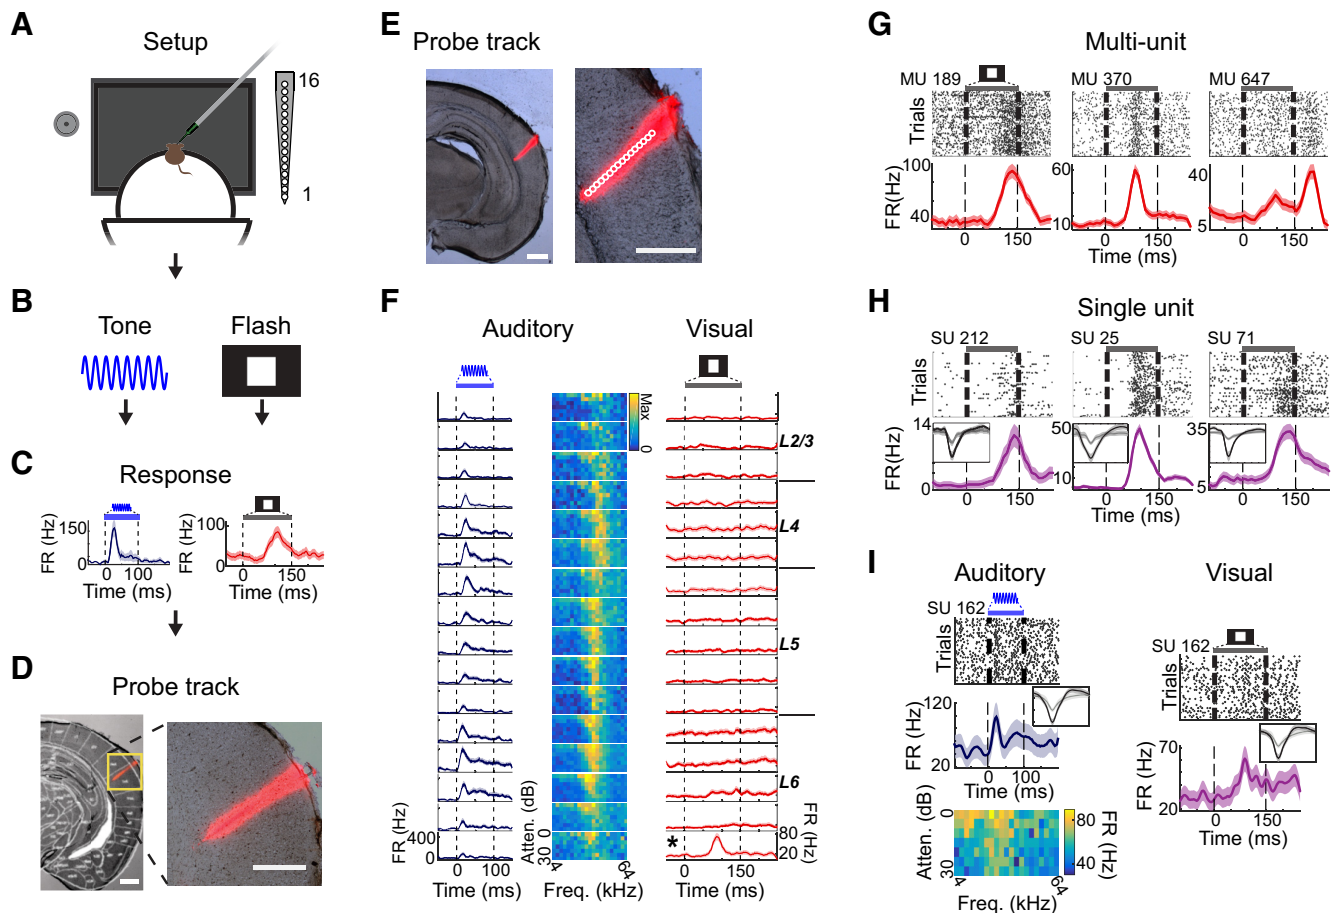 A
Setup
16
1
B
Tone
Flash
C
Response
FR (Hz)
150
0
0
100
Time (ms)
FR (Hz)
100
0
0
150
Time (ms)
D
Probe track
E
Probe track
F
Auditory
Visual
Max
0
L2/3
L4
L5
L6
FR (Hz)
400
0
0
100
Time (ms)
Atten. (dB)
0
30
4
64
Freq. (kHz)
*
80
20
FR (Hz)
0
150
Time (ms)
G
Multi-unit
MU 189
MU 370
MU 647
Trials
FR(Hz)
100
40
60
10
40
5
0
150
0
150
0
150
Time (ms)
H
Single unit
SU 212
SU 25
SU 71
Trials
FR(Hz)
14
0
50
10
35
5
0
150
0
150
0
150
Time (ms)
I
Auditory
Visual
SU 162
Trials
FR (Hz)
120
20
0
100
Time (ms)
Atten. (dB)
0
30
4
64
Freq. (kHz)
80
40
FR (Hz)
SU 162
Trials
FR (Hz)
70
20
0
150
Time (ms)